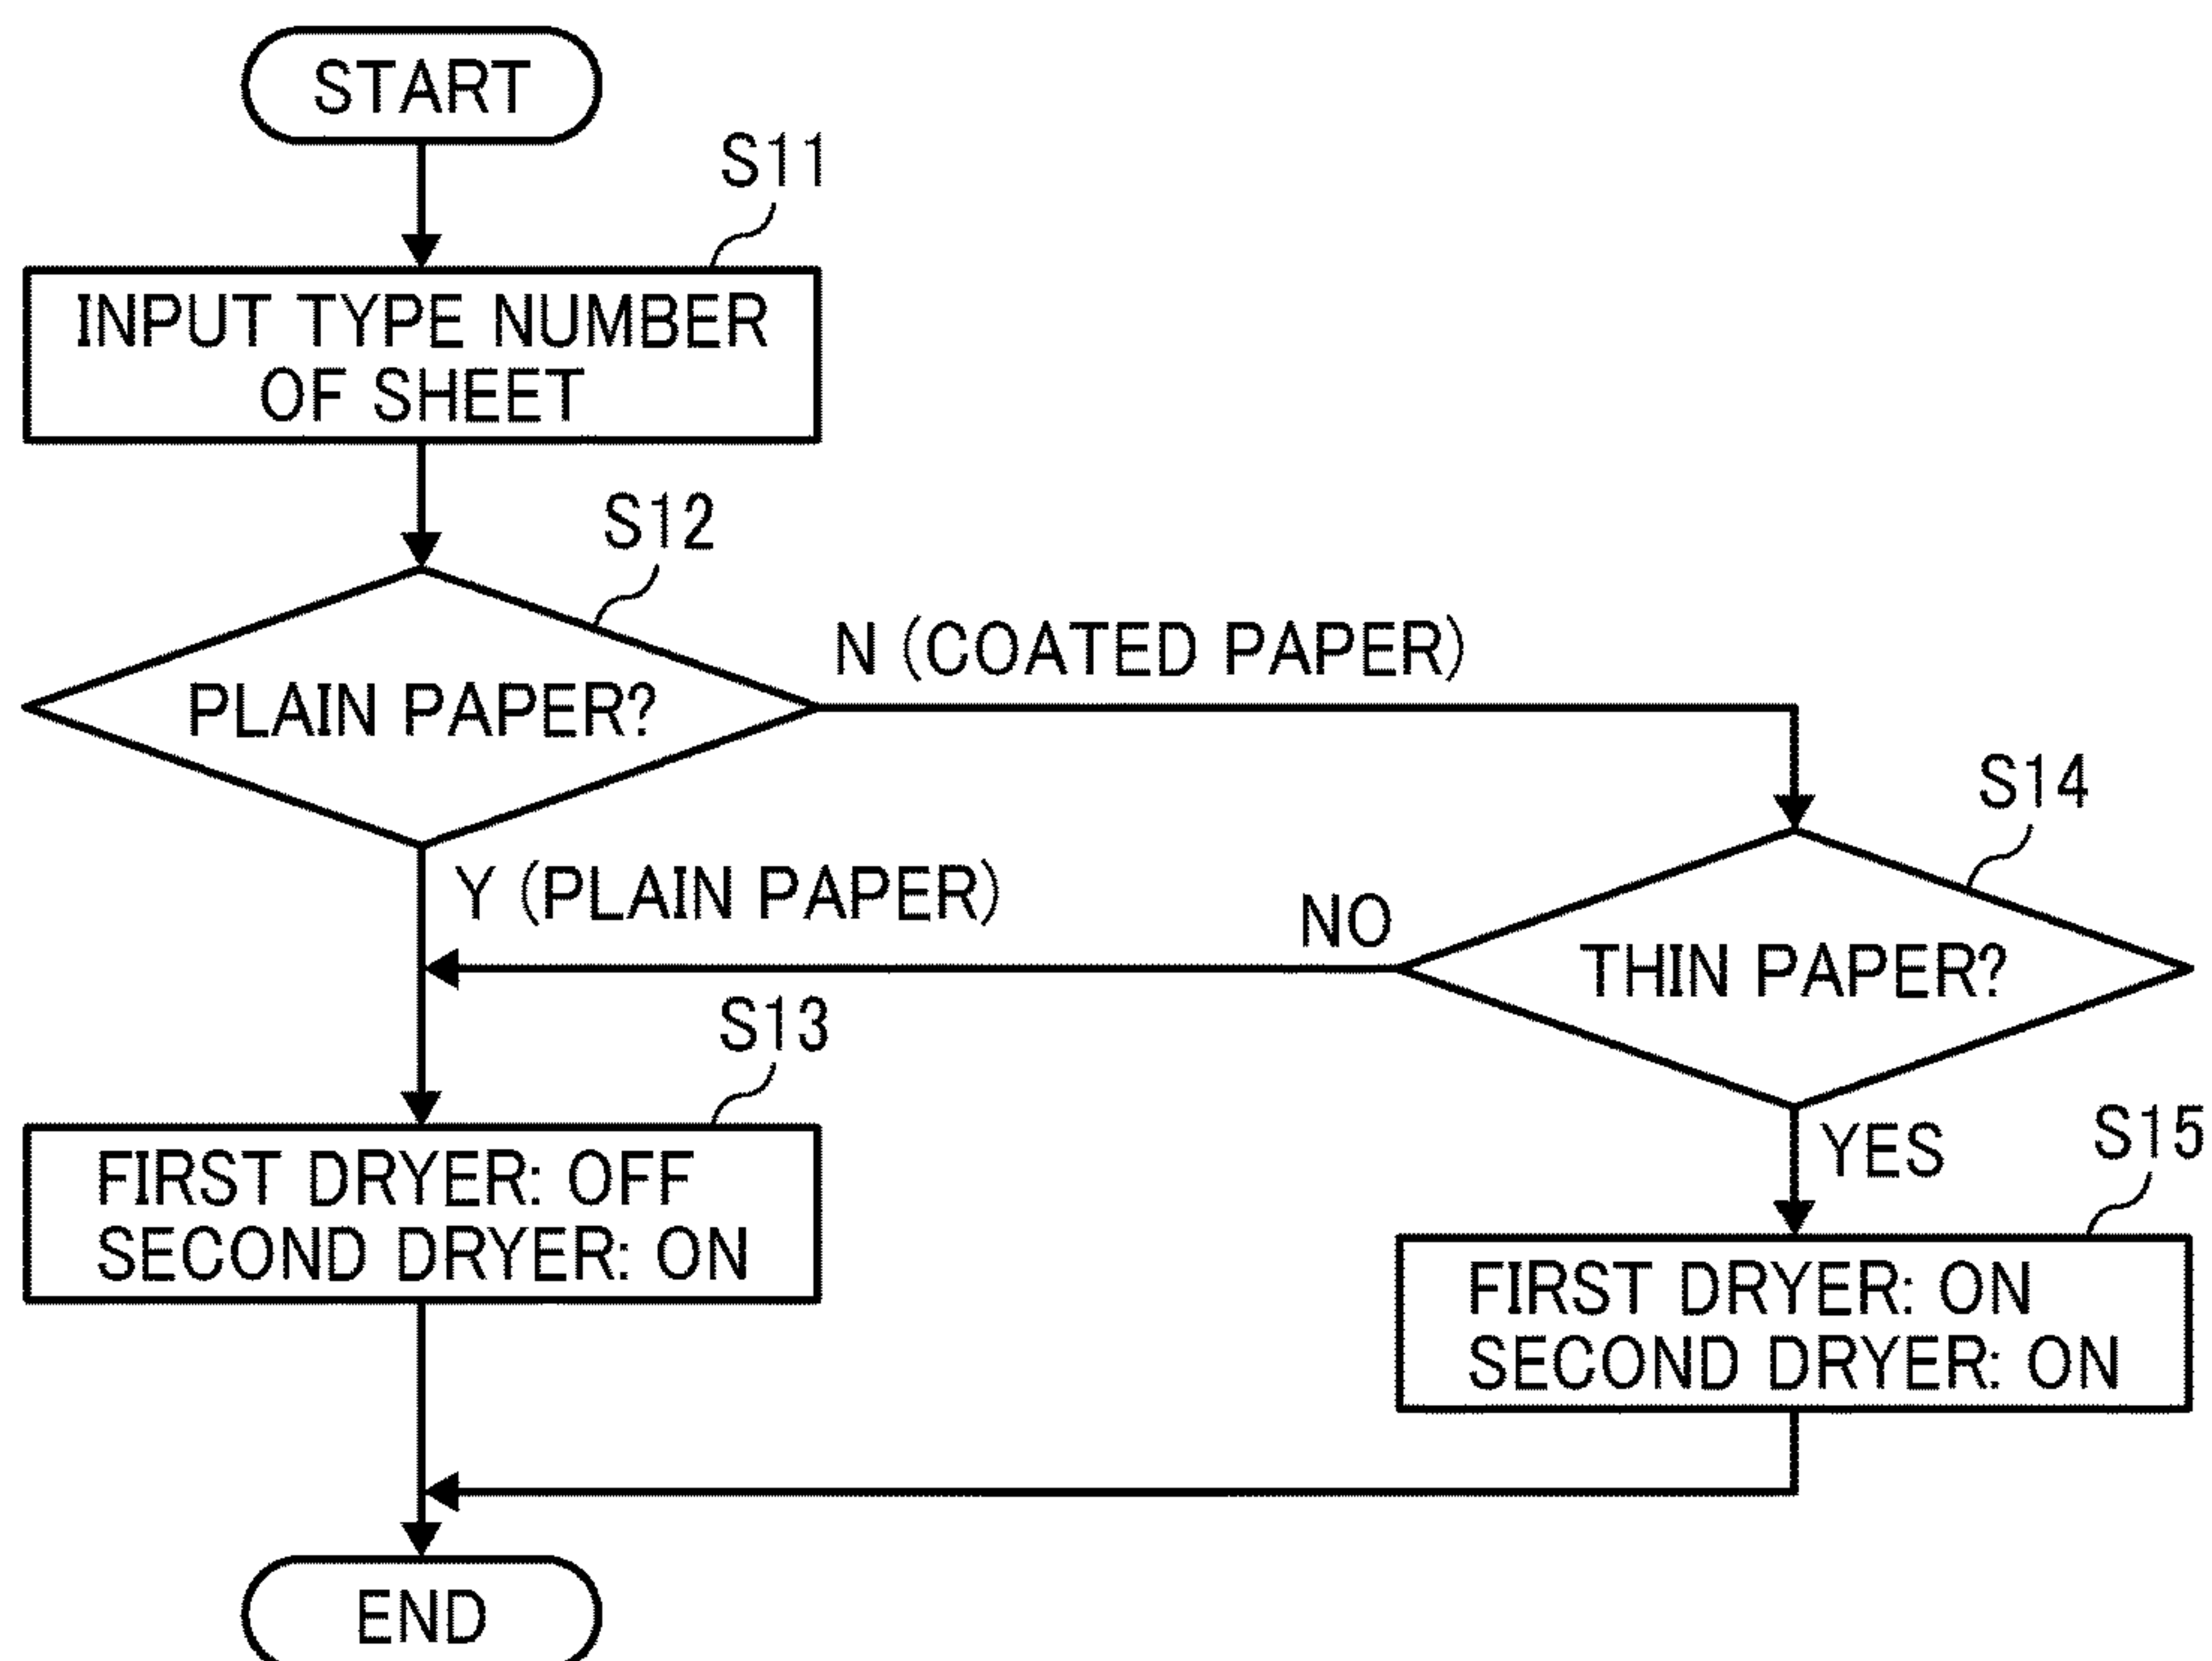 START
S11
INPUT TYPE NUMBER
OF SHEET
S12
PLAIN PAPER?
N (COATED PAPER)
S14
Y (PLAIN PAPER)
NO
THIN PAPER?
S13
FIRST DRYER: OFF
SECOND DRYER: ON
YES
S15
FIRST DRYER: ON
SECOND DRYER: ON
END